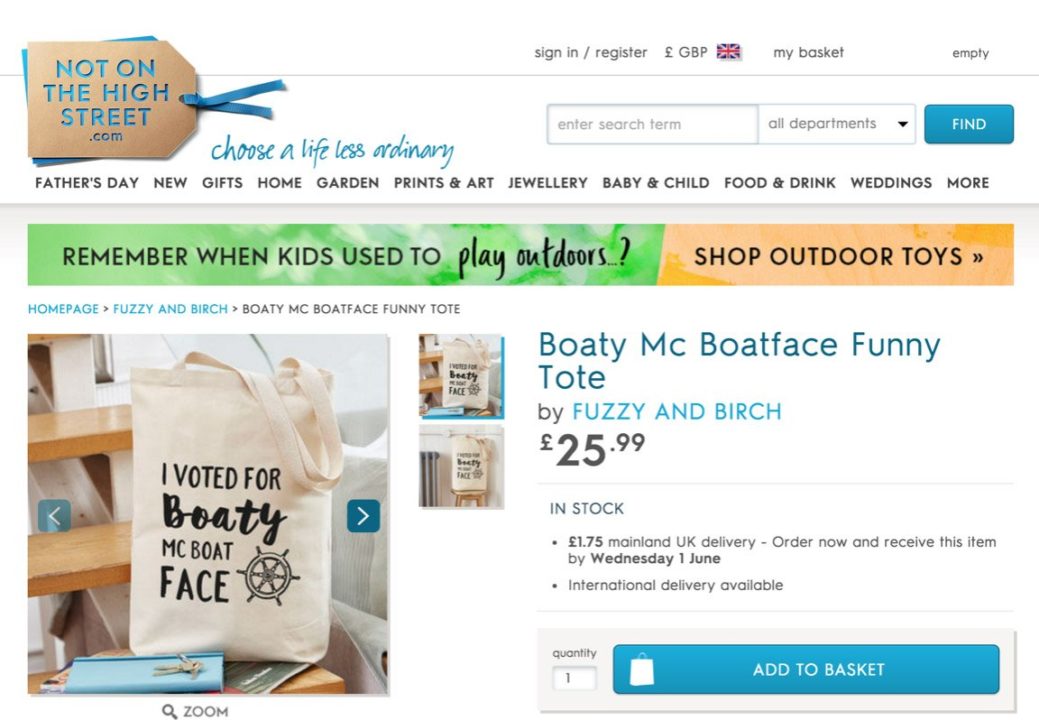 NOT ON
THE HIGH
STREET
.com
choose a life less ordinary
sign in / register £ GBP my basket empty
enter search term all departments FIND
FATHER'S DAY NEW GIFTS HOME GARDEN PRINTS & ART JEWELLERY BABY & CHILD FOOD & DRINK WEDDINGS MORE
REMEMBER WHEN KIDS USED TO play outdoors...? SHOP OUTDOOR TOYS »
HOMEPAGE > FUZZY AND BIRCH > BOATY MC BOATFACE FUNNY TOTE
I VOTED FOR
Boaty
MC BOAT
FACE
I VOTED FOR
Boaty
MC BOAT
FACE
I VOTED FOR
Boaty
MC BOAT
FACE
ZOOM
Boaty Mc Boatface Funny
Tote
by FUZZY AND BIRCH
£25.99
IN STOCK
• £1.75 mainland UK delivery - Order now and receive this item
by Wednesday 1 June
• International delivery available
quantity
1
ADD TO BASKET